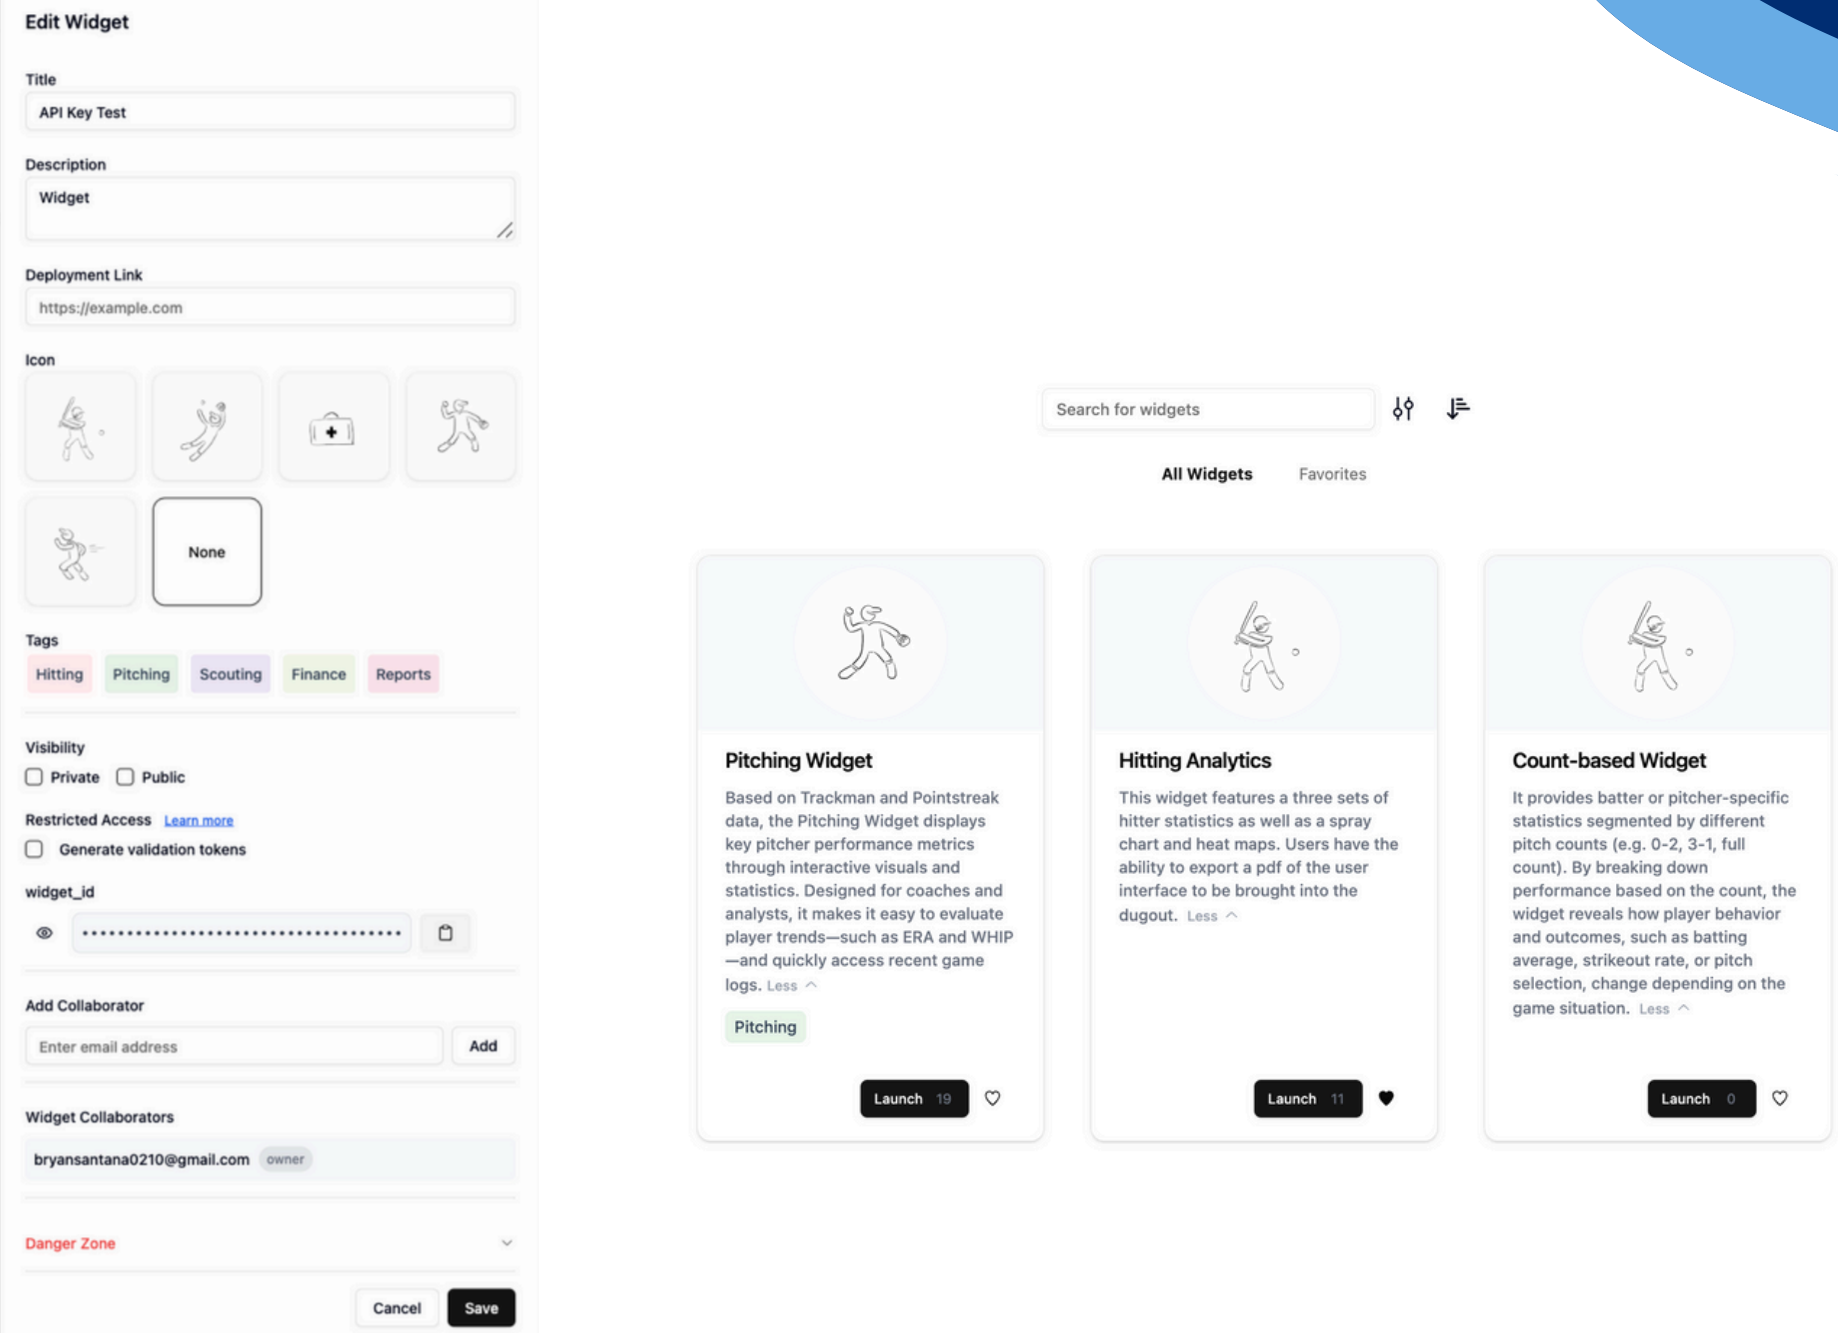 Edit Widget
Title
API Key Test
Description
Widget
Deployment Link
https://example.com
Icon
None
Tags
Hitting Pitching Scouting Finance Reports
Visibility
Private Public
Restricted Access Learn more
Generate validation tokens
widget_id
••••••••••••••••••••••••••••••••••••
Add Collaborator
Enter email address Add
Widget Collaborators
bryansantana0210@gmail.com owner
Danger Zone
Cancel Save
Search for widgets
All Widgets Favorites
Pitching Widget
Based on Trackman and Pointstreak
data, the Pitching Widget displays
key pitcher performance metrics
through interactive visuals and
statistics. Designed for coaches and
analysts, it makes it easy to evaluate
player trends—such as ERA and WHIP
—and quickly access recent game
logs. Less
Pitching
Launch 19
Hitting Analytics
This widget features a three sets of
hitter statistics as well as a spray
chart and heat maps. Users have the
ability to export a pdf of the user
interface to be brought into the
dugout. Less
Launch 11
Count-based Widget
It provides batter or pitcher-specific
statistics segmented by different
pitch counts (e.g. 0-2, 3-1, full
count). By breaking down
performance based on the count, the
widget reveals how player behavior
and outcomes, such as batting
average, strikeout rate, or pitch
selection, change depending on the
game situation. Less
Launch 0